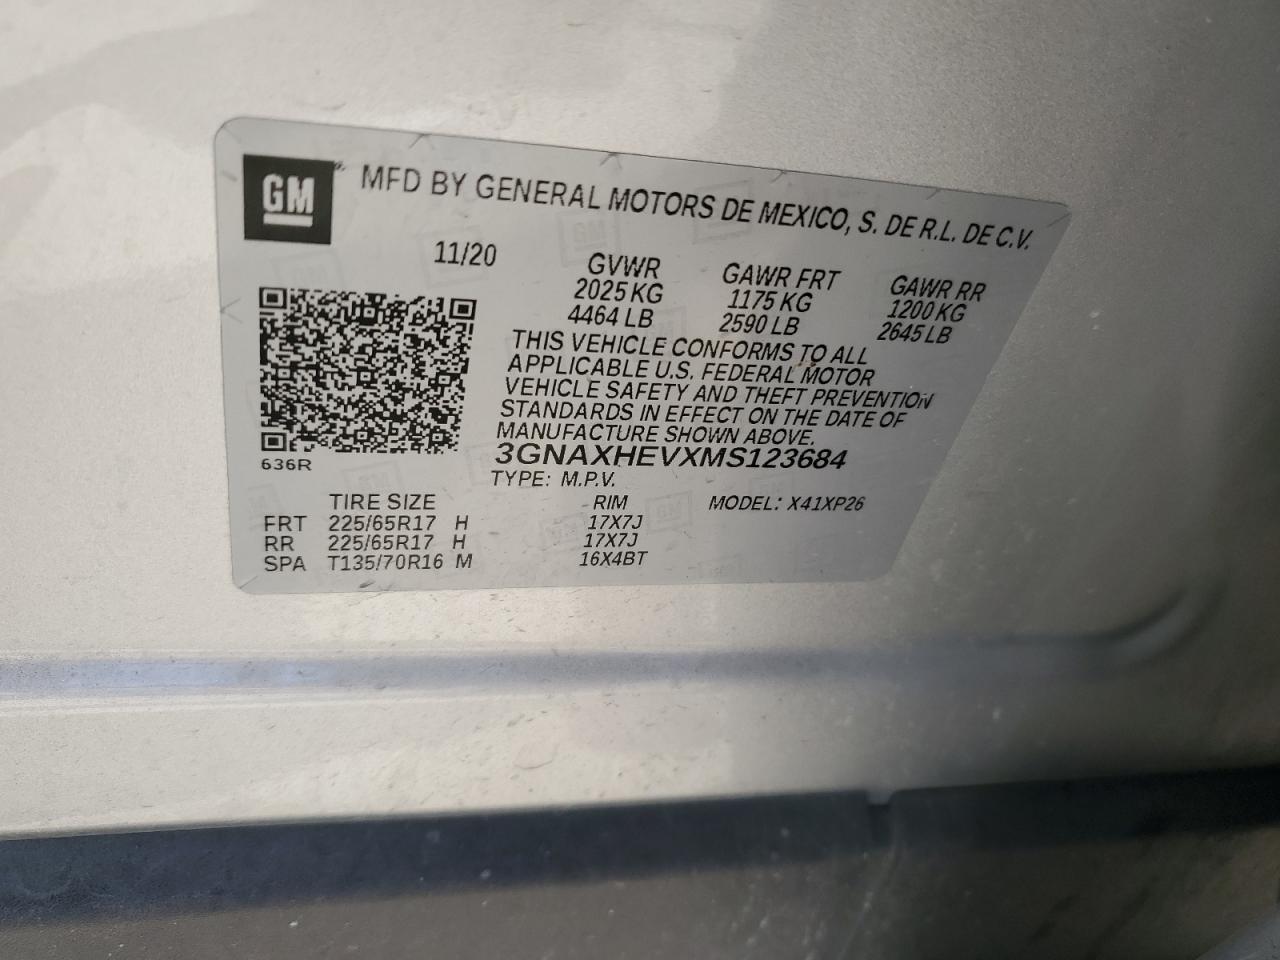 GM MFD BY GENERAL MOTORS DE MEXICO, S. DE R.L. DE C.V.
11/20 GVWR GAWR FRT GAWR RR
2025 KG 1175 KG 1200 KG
4464 LB 2590 LB 2645 LB
THIS VEHICLE CONFORMS TO ALL
APPLICABLE U.S. FEDERAL MOTOR
VEHICLE SAFETY AND THEFT PREVENTION
STANDARDS IN EFFECT ON THE DATE OF
MANUFACTURE SHOWN ABOVE.
636R 3GNAXHEVXMS123684
TYPE: M.P.V.
TIRE SIZE RIM MODEL: X41XP26
FRT 225/65R17 H 17X7J
RR 225/65R17 H 17X7J
SPA T135/70R16 M 16X4BT